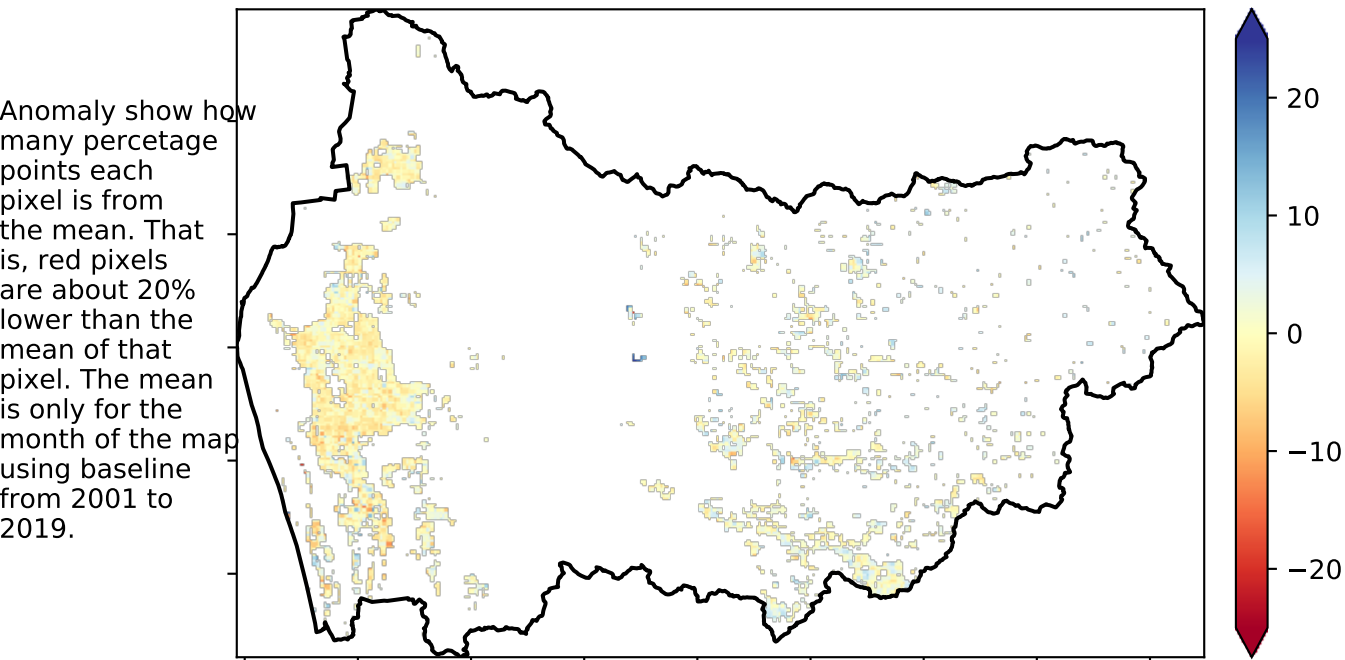 Anomaly show how
many percetage
points each
pixel is from
the mean. That
is, red pixels
are about 20%
lower than the
mean of that
pixel. The mean
is only for the
month of the map
using baseline
from 2001 to
2019.
20
10
0
−10
−20